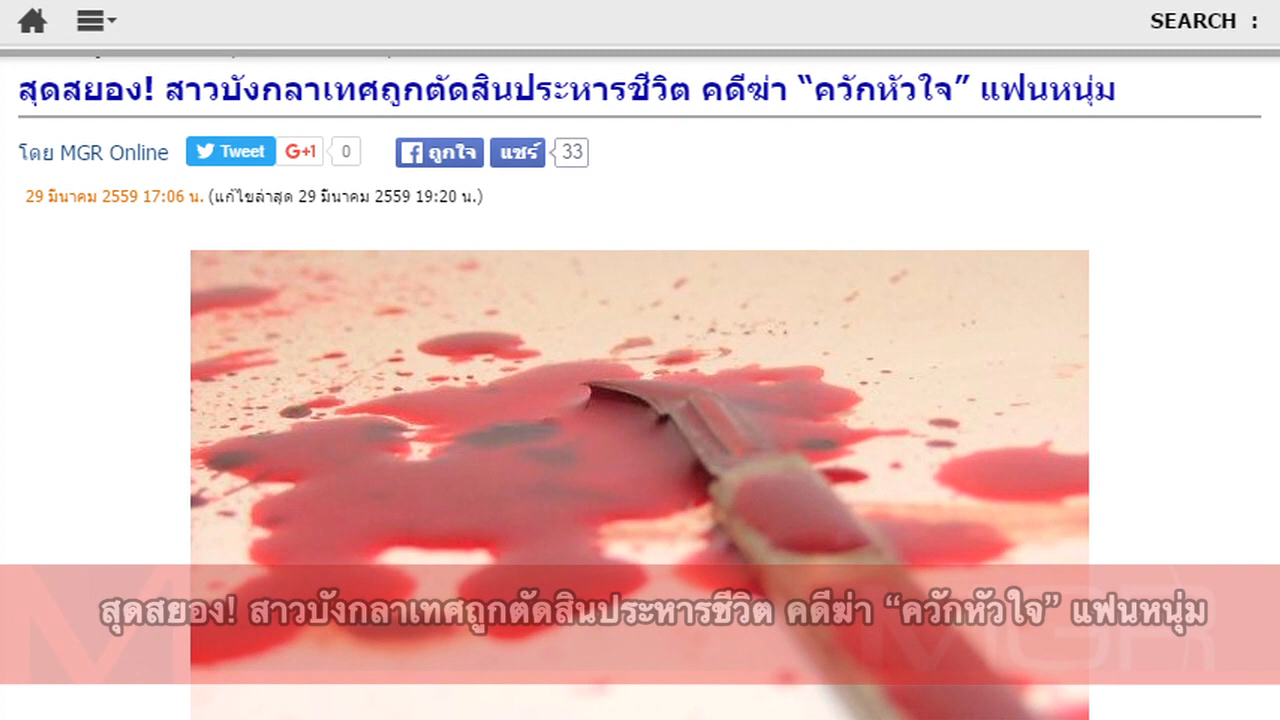 SEARCH :
สุดสยอง! สาวบังกลาเทศถูกตัดสินประหารชีวิต คดีฆ่า “ควักหัวใจ” แฟนหนุ่ม
โดย MGR Online Tweet G+1 0 ถูกใจ แชร์ 33
29 มีนาคม 2559 17:06 น. (แก้ไขล่าสุด 29 มีนาคม 2559 19:20 น.)
สุดสยอง! สาวบังกลาเทศถูกตัดสินประหารชีวิต คดีฆ่า “ควักหัวใจ” แฟนหนุ่ม
MGR